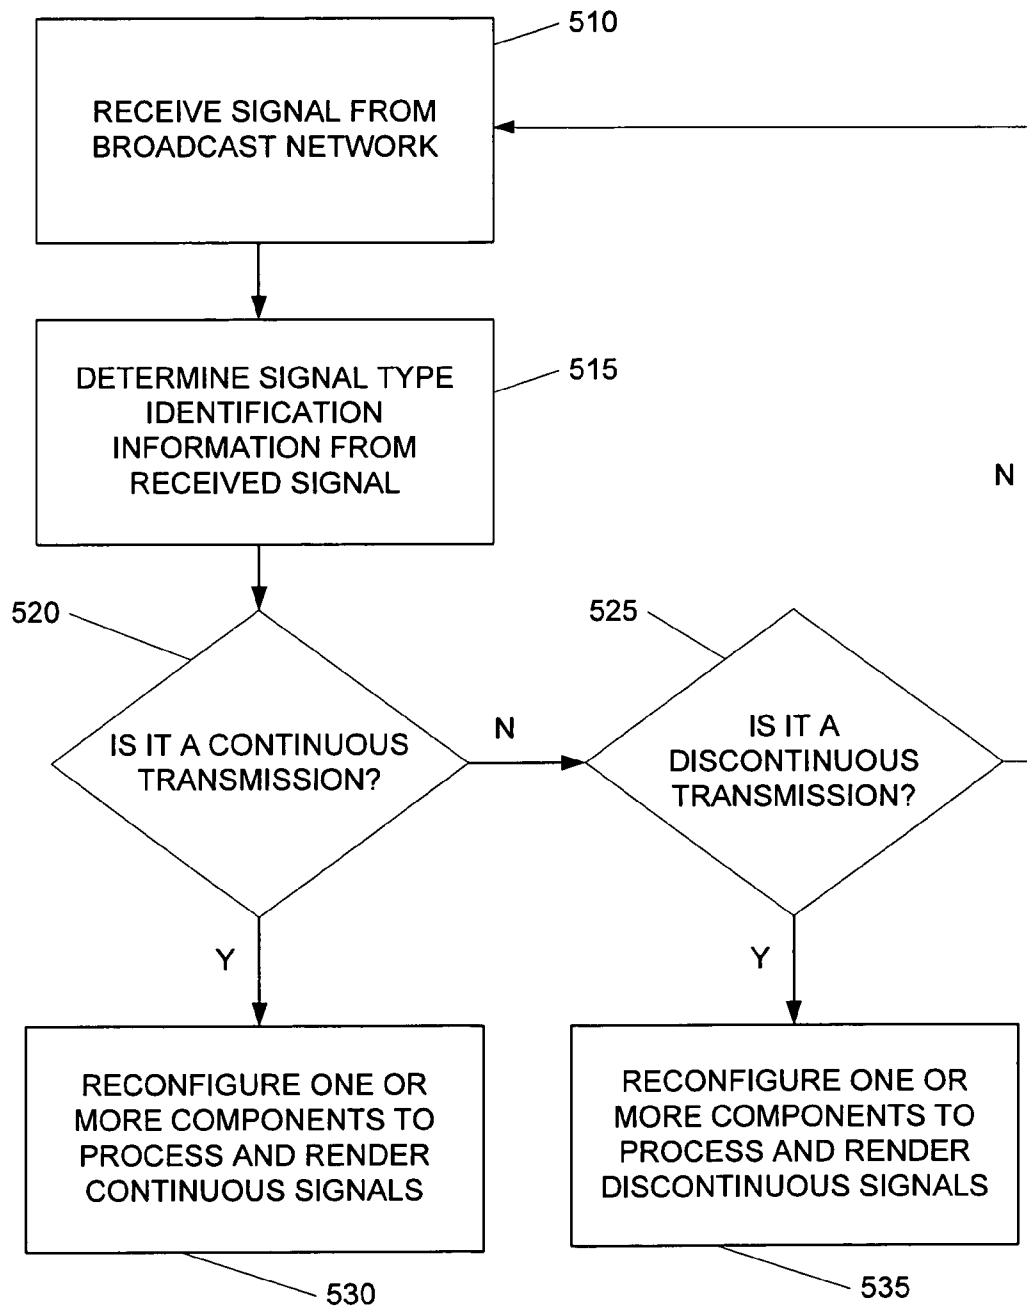 510
RECEIVE SIGNAL FROM
BROADCAST NETWORK
515
DETERMINE SIGNAL TYPE
IDENTIFICATION
INFORMATION FROM
RECEIVED SIGNAL
N
520
525
IS IT A CONTINUOUS
TRANSMISSION?
N
IS IT A
DISCONTINUOUS
TRANSMISSION?
Y
Y
RECONFIGURE ONE OR
MORE COMPONENTS TO
PROCESS AND RENDER
CONTINUOUS SIGNALS
RECONFIGURE ONE OR
MORE COMPONENTS TO
PROCESS AND RENDER
DISCONTINUOUS SIGNALS
530
535